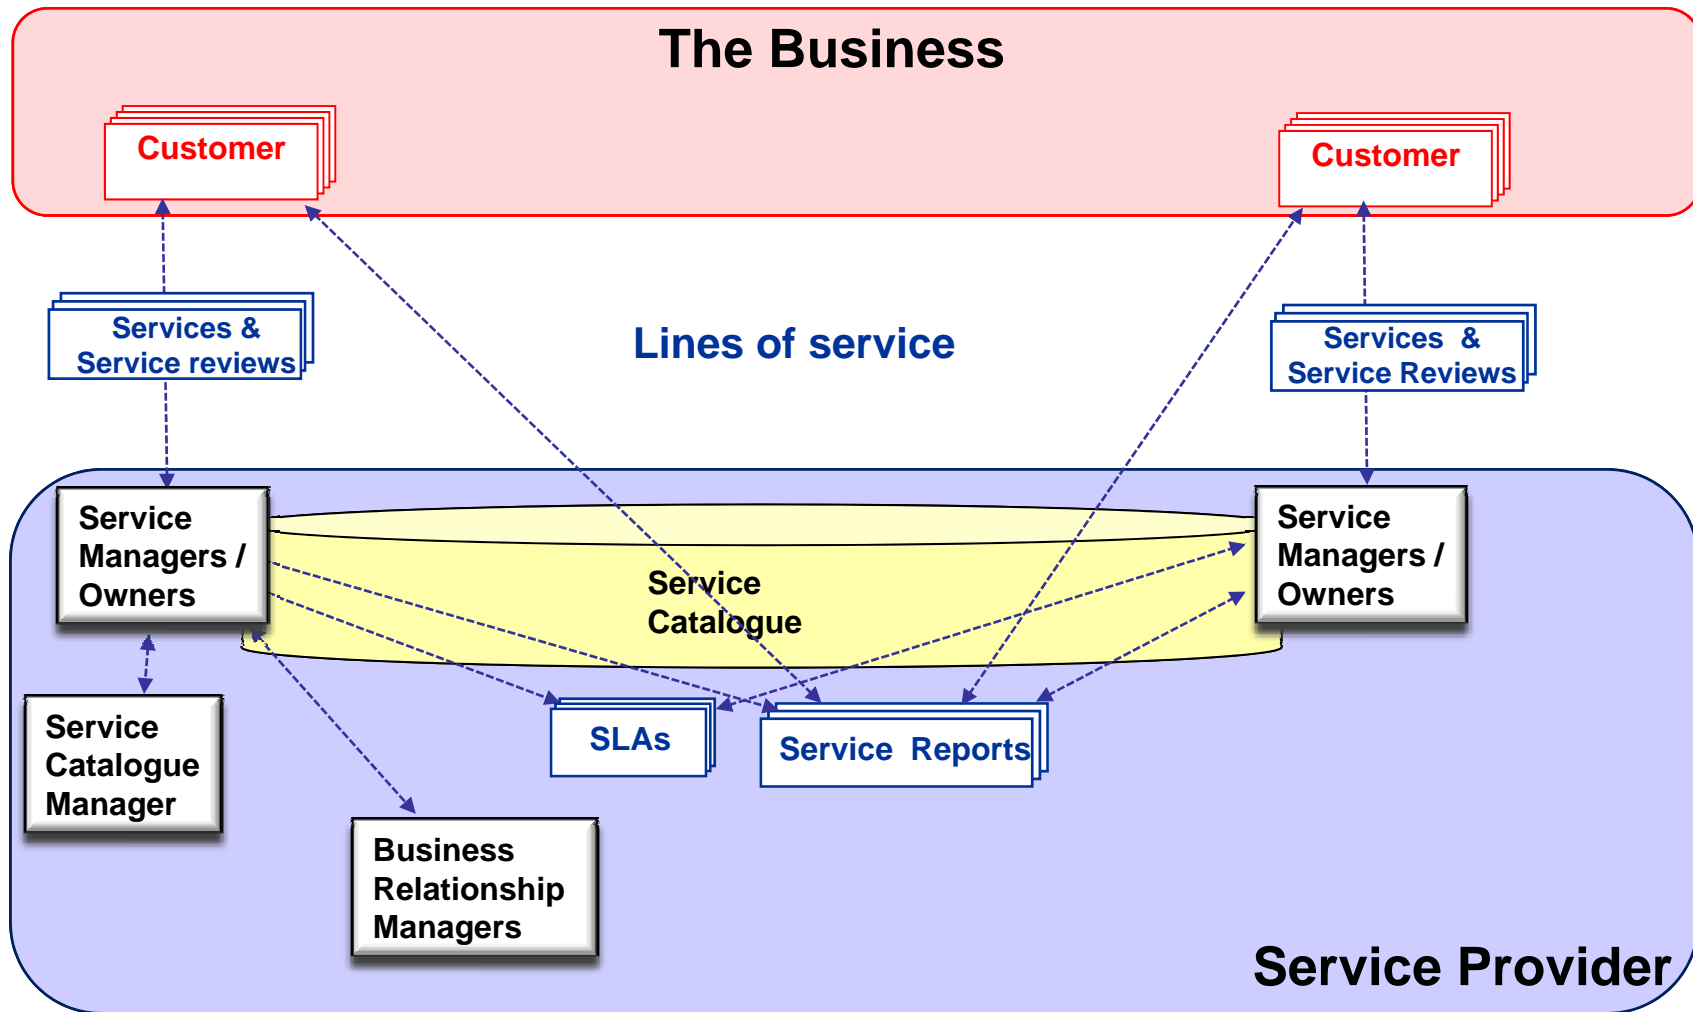 The Business
Customer
Customer
Services &
Service reviews
Lines of service
Services &
Service Reviews
Service
Managers /
Owners
Service
Catalogue
Service
Managers /
Owners
Service
Catalogue
Manager
SLAs
Service Reports
Business
Relationship
Managers
Service Provider